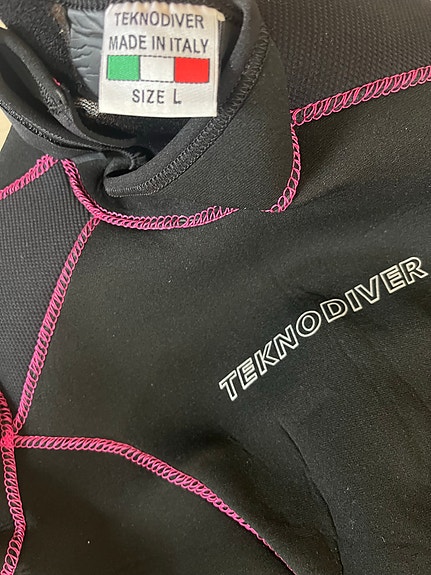 TEKNODIVER
MADE IN ITALY
SIZE L
TEKNODIVER